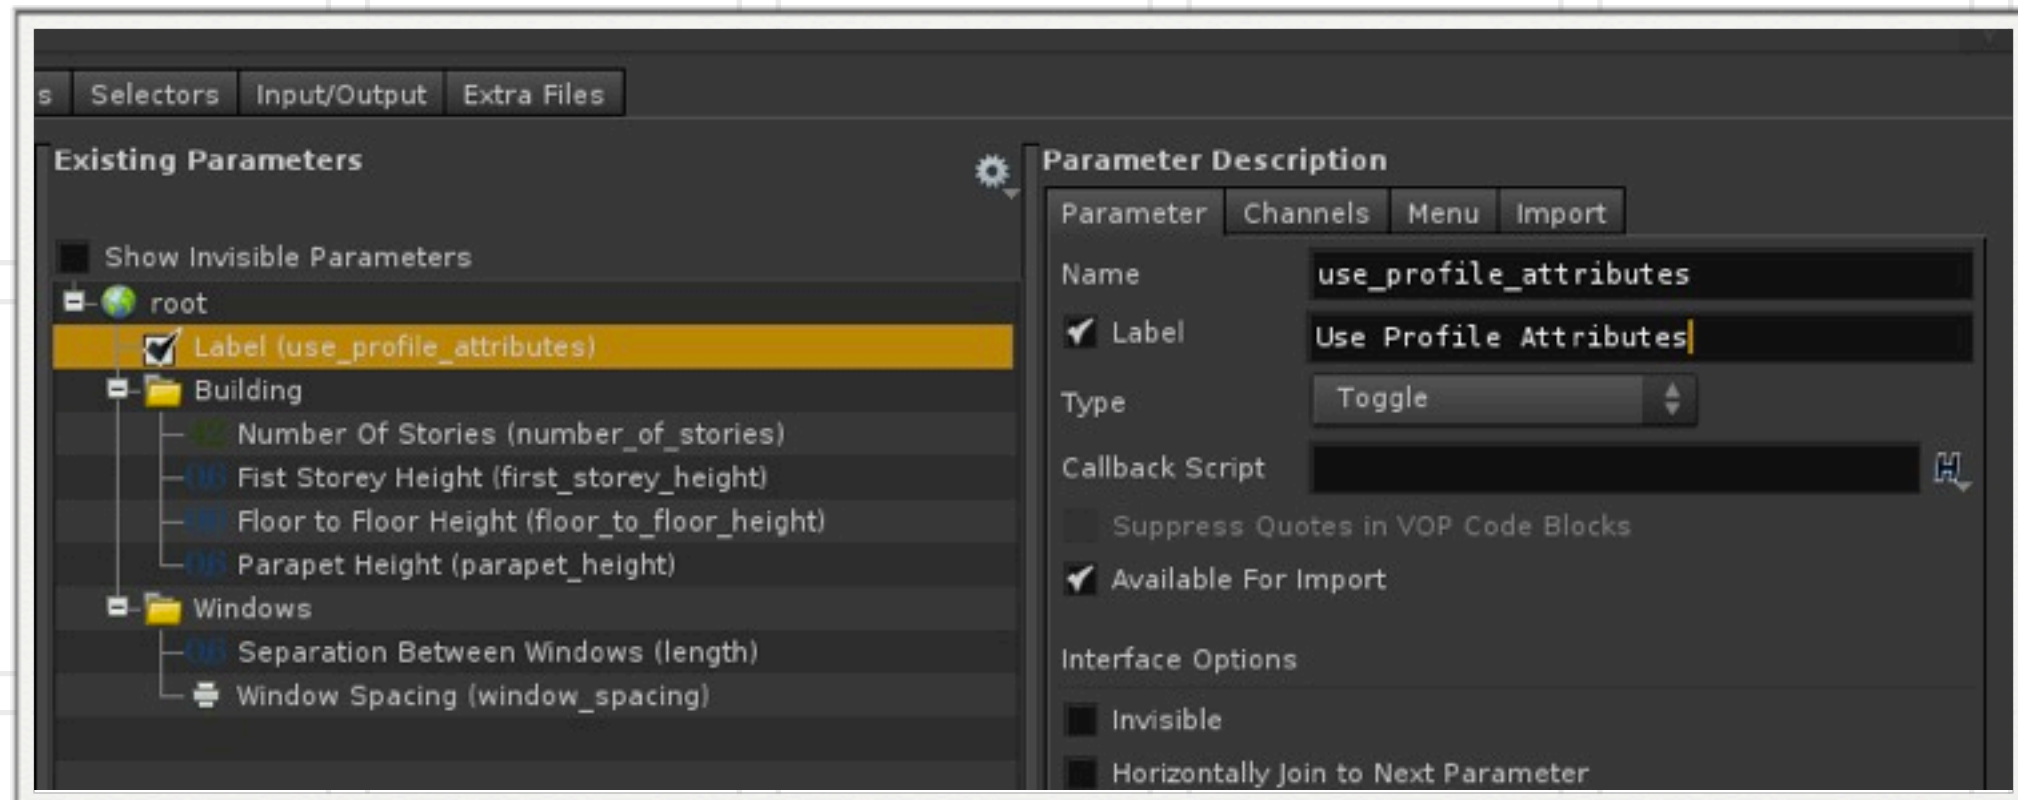 s Selectors Input/Output Extra Files
Existing Parameters
Show Invisible Parameters
root
Label (use_profile_attributes)
Building
Number Of Stories (number_of_stories)
Fist Storey Height (first_storey_height)
Floor to Floor Height (floor_to_floor_height)
Parapet Height (parapet_height)
Windows
Separation Between Windows (length)
Window Spacing (window_spacing)
Parameter Description
Parameter Channels Menu Import
Name use_profile_attributes
Label Use Profile Attributes
Type Toggle
Callback Script
Suppress Quotes in VOP Code Blocks
Available For Import
Interface Options
Invisible
Horizontally Join to Next Parameter